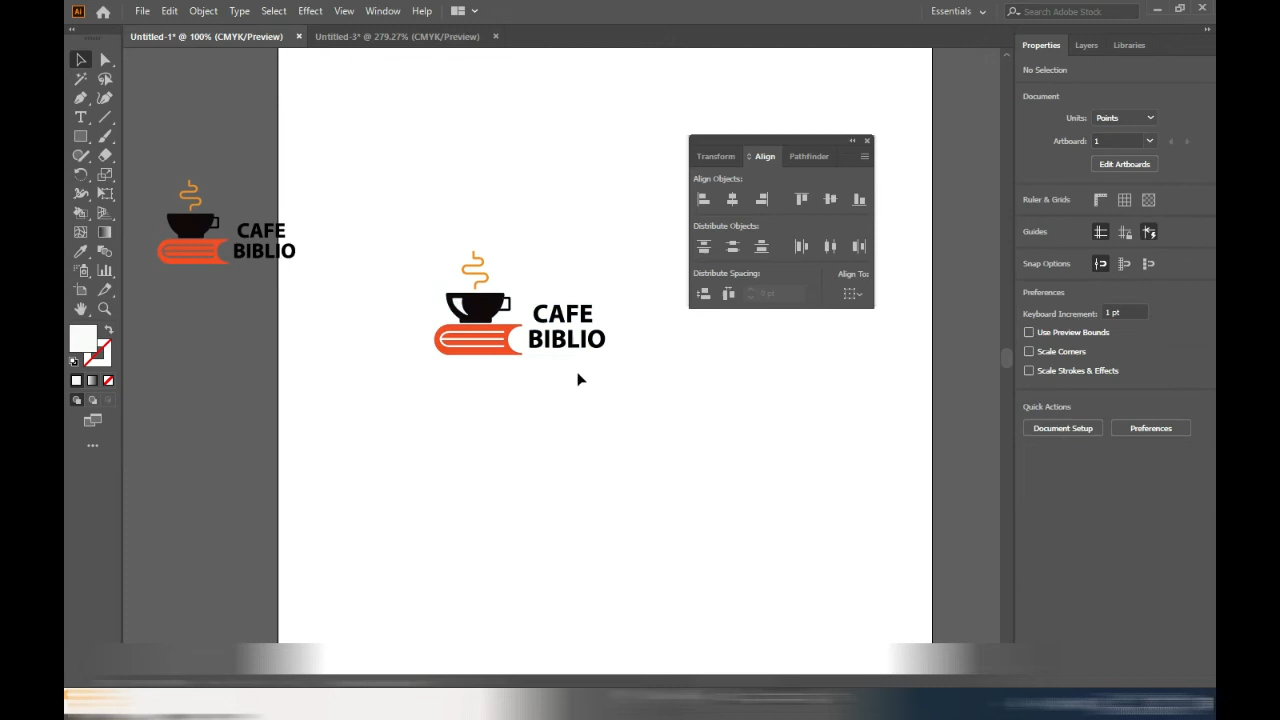 Ai File Edit Object Type Select Effect View Window Help Essentials Search Adobe Stock
Untitled-1* @ 100% (CMYK/Preview) Untitled-3* @ 279.27% (CMYK/Preview)
CAFE
BIBLIO
CAFE
BIBLIO
Transform Align Pathfinder
Align Objects:
Distribute Objects:
Distribute Spacing: Align To:
0 pt
Properties Layers Libraries
No Selection
Document
Units: Points
Artboard: 1
Edit Artboards
Ruler & Grids
Guides
Snap Options
Preferences
Keyboard Increment: 1 pt
Use Preview Bounds
Scale Corners
Scale Strokes & Effects
Quick Actions
Document Setup Preferences